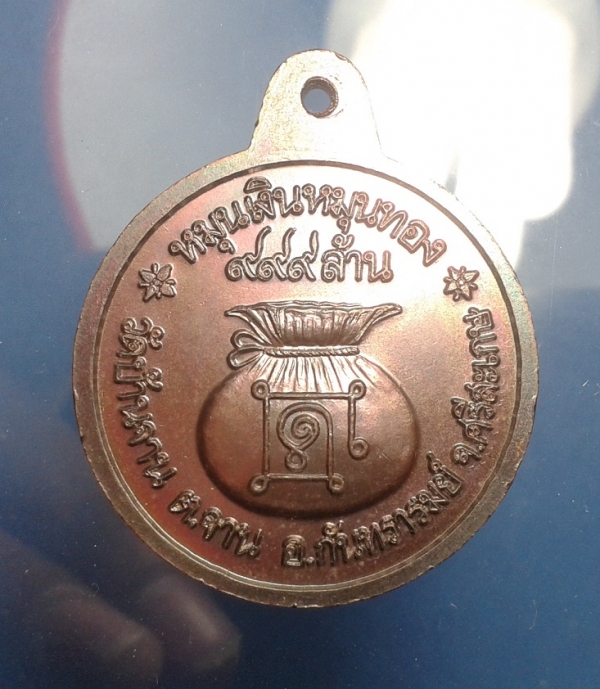 หมุนเงินหมุนทอง
๙๙๙ ล้าน
วัดบ้านจาน ต.จาน อ.กันทรารมย์ จ.ศรีสะเกษ